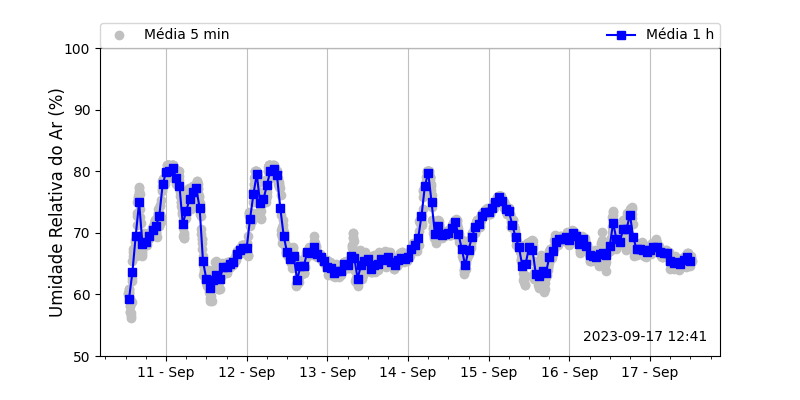 Média 5 min
Média 1 h
100
90
80
70
60
50
Umidade Relativa do Ar (%)
2023-09-17 12:41
11 - Sep
12 - Sep
13 - Sep
14 - Sep
15 - Sep
16 - Sep
17 - Sep